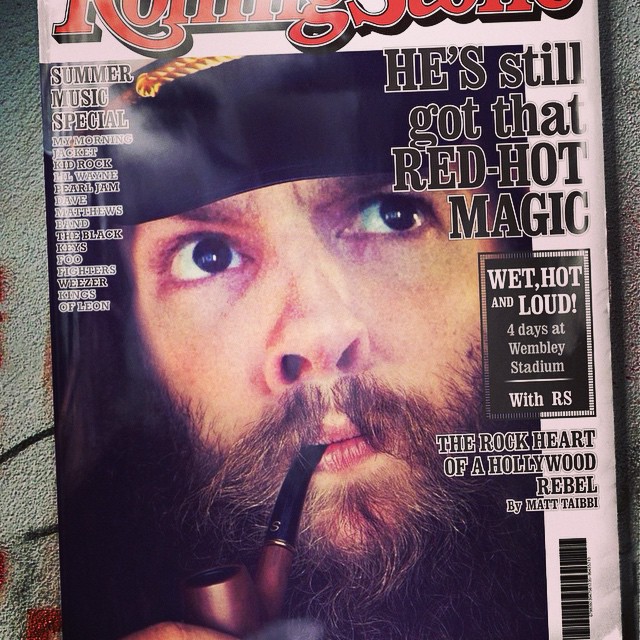 Rolling Stone
SUMMER
MUSIC
SPECIAL
MY MORNING
JACKET
KID ROCK
LIL WAYNE
PEARL JAM
DAVE
MATTHEWS
BAND
THE BLACK
KEYS
FOO
FIGHTERS
WEEZER
KINGS
OF LEON
HE'S still
got that
RED-HOT
MAGIC
WET, HOT
AND LOUD!
4 days at
Wembley
Stadium
With RS
THE ROCK HEART
OF A HOLLYWOOD
REBEL
By MATT TAIBBI